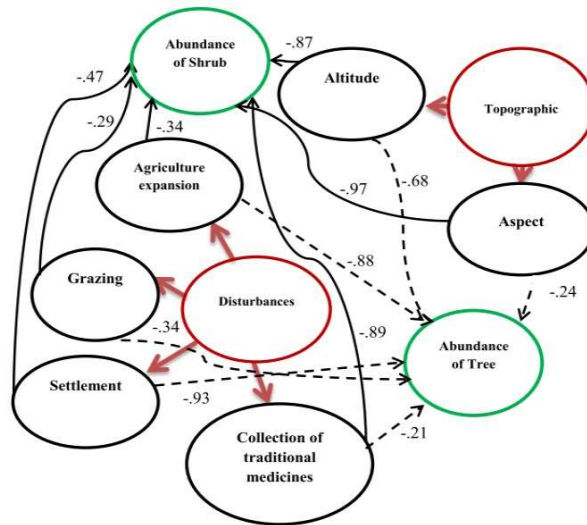 Abundance
of Shrub
-.87
Altitude
Topographic
-.47
-.29
-.34
Agriculture
expansion
-.97
-.68
Aspect
-.88
-.24
Grazing
Disturbances
-.34
-.89
Abundance
of Tree
Settlement
-.93
Collection of
traditional
medicines
-.21